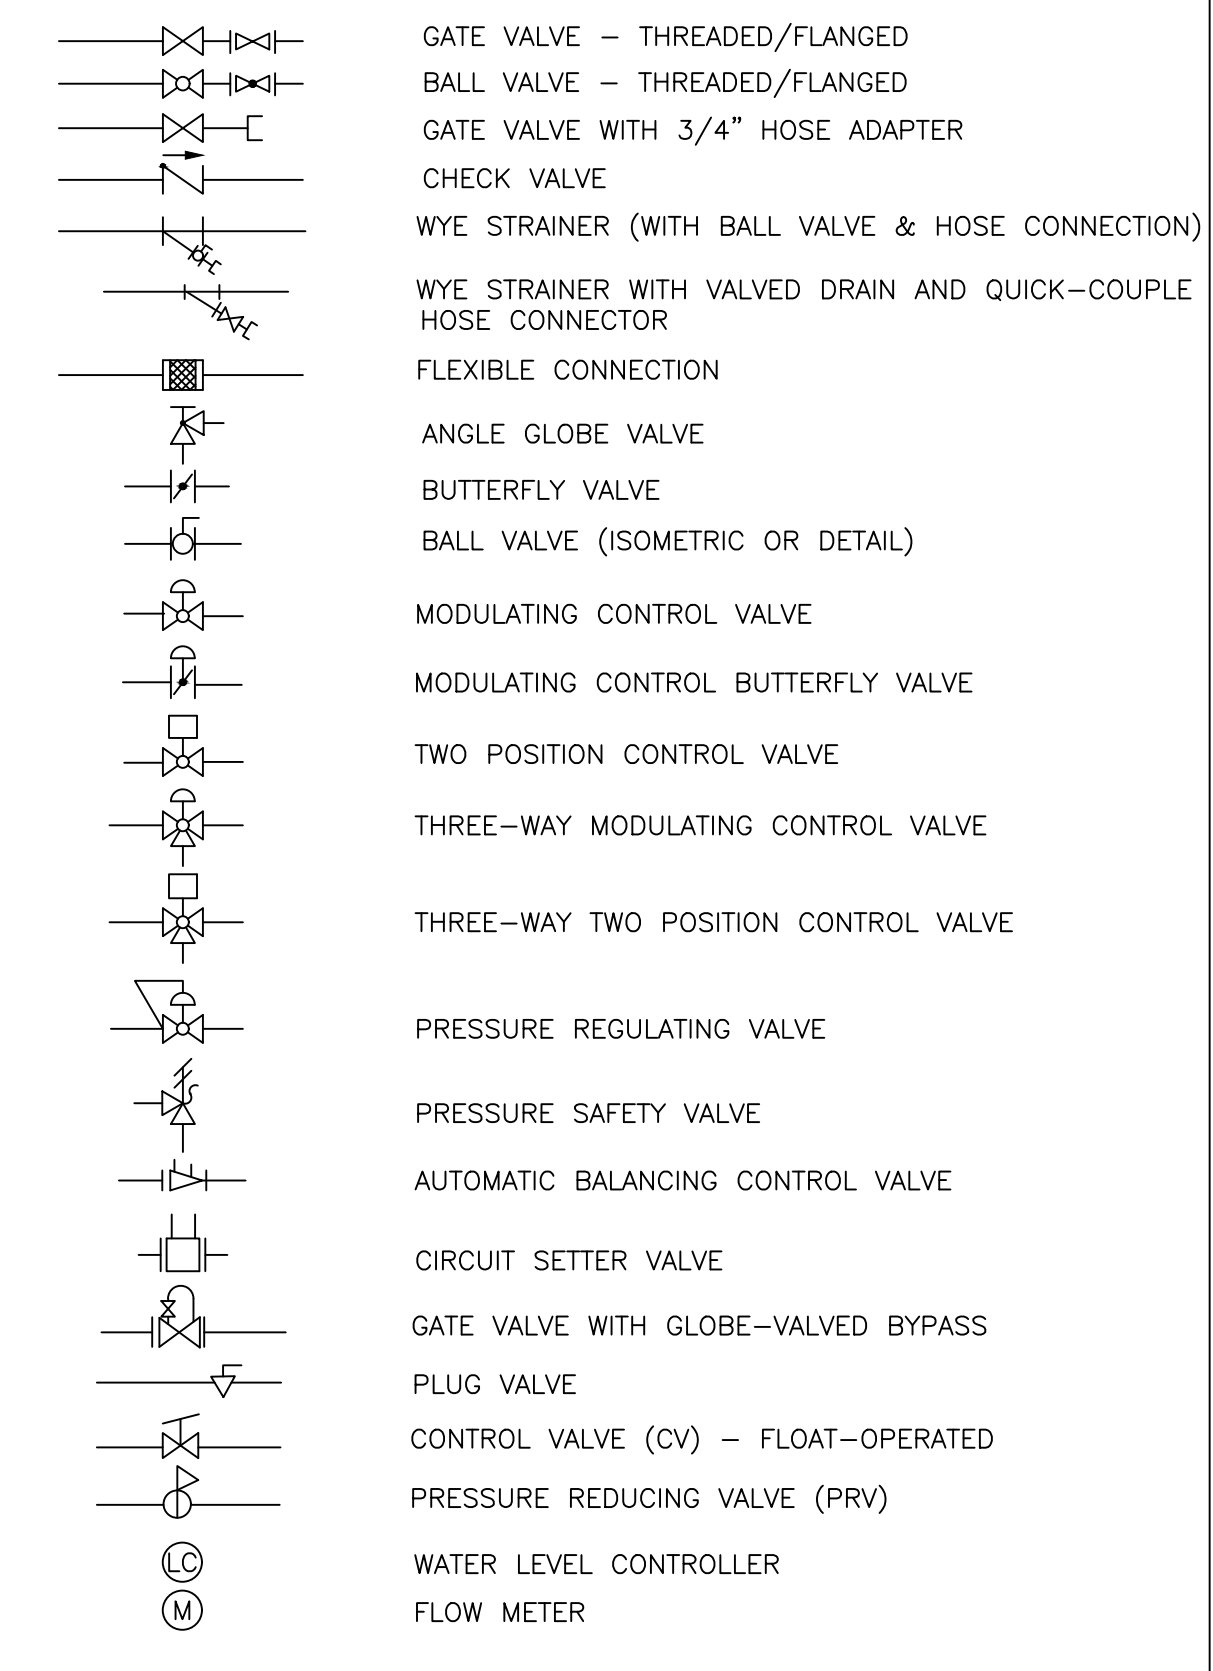 GATE VALVE – THREADED/FLANGED
BALL VALVE – THREADED/FLANGED
GATE VALVE WITH 3/4” HOSE ADAPTER
CHECK VALVE
WYE STRAINER (WITH BALL VALVE & HOSE CONNECTION)
WYE STRAINER WITH VALVED DRAIN AND QUICK–COUPLE
HOSE CONNECTOR
FLEXIBLE CONNECTION
ANGLE GLOBE VALVE
BUTTERFLY VALVE
BALL VALVE (ISOMETRIC OR DETAIL)
MODULATING CONTROL VALVE
MODULATING CONTROL BUTTERFLY VALVE
TWO POSITION CONTROL VALVE
THREE–WAY MODULATING CONTROL VALVE
THREE–WAY TWO POSITION CONTROL VALVE
PRESSURE REGULATING VALVE
PRESSURE SAFETY VALVE
AUTOMATIC BALANCING CONTROL VALVE
CIRCUIT SETTER VALVE
GATE VALVE WITH GLOBE–VALVED BYPASS
PLUG VALVE
CONTROL VALVE (CV) – FLOAT–OPERATED
PRESSURE REDUCING VALVE (PRV)
LC WATER LEVEL CONTROLLER
M FLOW METER